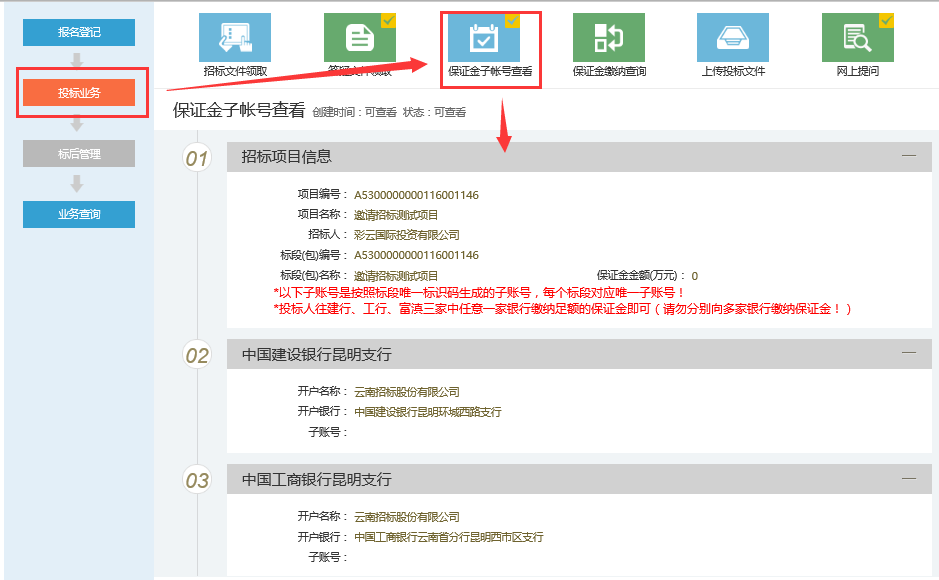 报名登记
投标业务
标后管理
业务查询
招标文件领取
答疑文件领取
保证金子帐号查看
保证金缴纳查询
上传投标文件
网上提问
保证金子帐号查看 创建时间：可查看 状态：可查看
01 招标项目信息
项目编号： A5300000000116001146
项目名称： 邀请招标测试项目
招标人： 彩云国际投资有限公司
标段(包)编号： A5300000000116001146
标段(包)名称： 邀请招标测试项目 保证金金额(万元)： 0
*以下子账号是按照标段唯一标识码生成的子账号，每个标段对应唯一子账号！
*投标人往建行、工行、富滇三家中任意一家银行缴纳足额的保证金即可（请勿分别向多家银行缴纳保证金！）
02 中国建设银行昆明支行
开户名称： 云南招标股份有限公司
开户银行： 中国建设银行昆明环城西路支行
子账号：
03 中国工商银行昆明支行
开户名称： 云南招标股份有限公司
开户银行： 中国工商银行云南省分行昆明西市区支行
子账号：